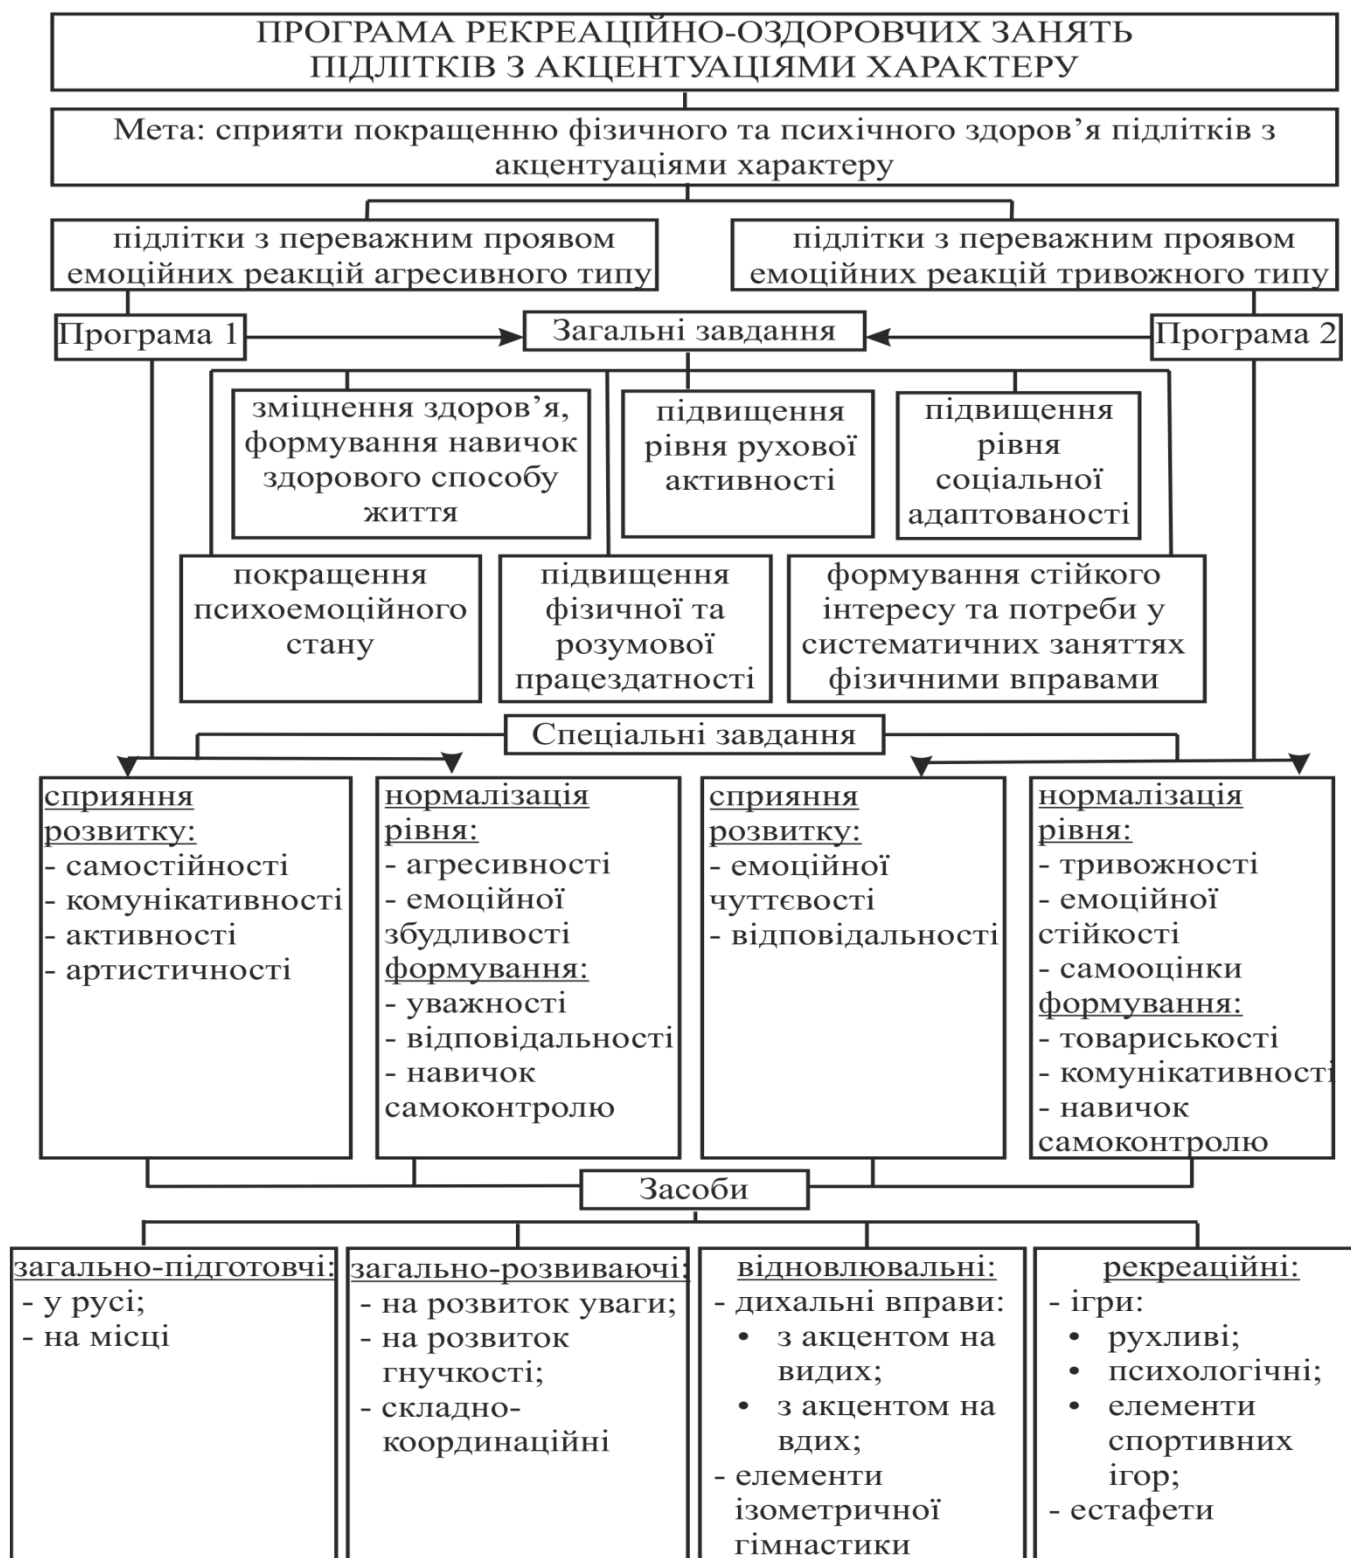 ПРОГРАМА РЕКРЕАЦІЙНО-ОЗДОРОВЧИХ ЗАНЯТЬ
ПІДЛІТКІВ З АКЦЕНТУАЦІЯМИ ХАРАКТЕРУ
Мета: сприяти покращенню фізичного та психічного здоров’я підлітків з
акцентуаціями характеру
підлітки з переважним проявом
емоційних реакцій агресивного типу
підлітки з переважним проявом
емоційних реакцій тривожного типу
Програма 1
Загальні завдання
Програма 2
зміцнення здоров’я,
формування навичок
здорового способу
життя
підвищення
рівня рухової
активності
підвищення
рівня
соціальної
адаптованості
покращення
психоемоційного
стану
підвищення
фізичної та
розумової
працездатності
формування стійкого
інтересу та потреби у
систематичних заняттях
фізичними вправами
Спеціальні завдання
сприяння
розвитку:
- самостійності
- комунікативності
- активності
- артистичності
нормалізація
рівня:
- агресивності
- емоційної
збудливості
формування:
- уважності
- відповідальності
- навичок
самоконтролю
сприяння
розвитку:
- емоційної
чуттєвості
- відповідальності
нормалізація
рівня:
- тривожності
- емоційної
стійкості
- самооцінки
формування:
- товариськості
- комунікативності
- навичок
самоконтролю
Засоби
загально-підготовчі:
- у русі;
- на місці
загально-розвиваючі:
- на розвиток уваги;
- на розвиток
гнучкості;
- складно-
координаційні
відновлювальні:
- дихальні вправи:
• з акцентом на
видих;
• з акцентом на
вдих;
- елементи
ізометричної
гімнастики
рекреаційні:
- ігри:
• рухливі;
• психологічні;
• елементи
спортивних
ігор;
- естафети